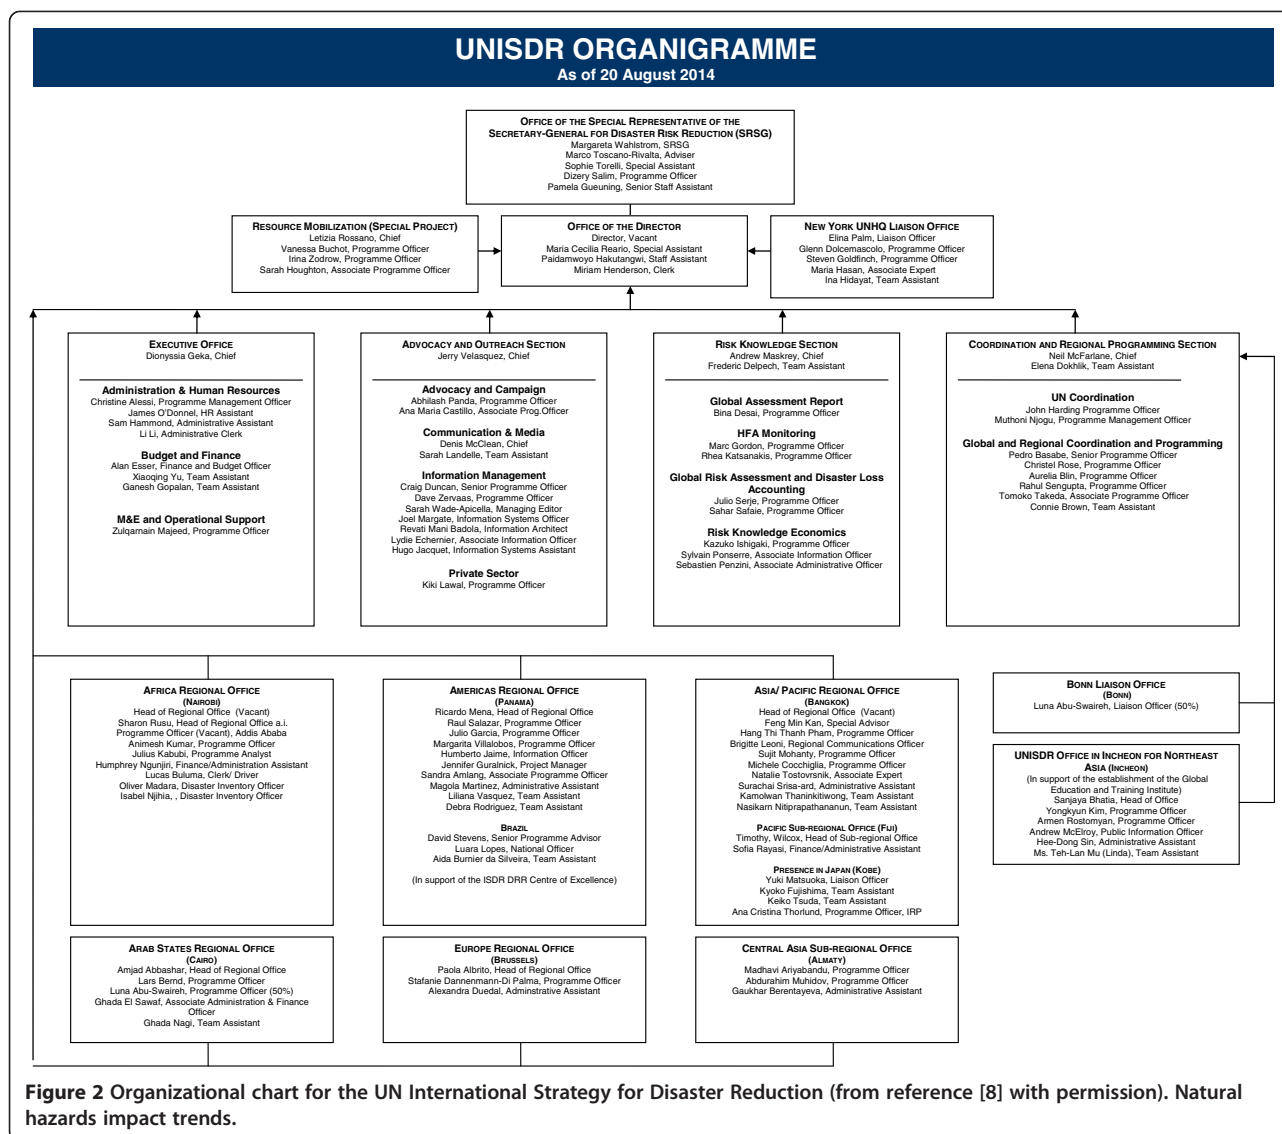 UNISDR ORGANIGRAMME
As of 20 August 2014
OFFICE OF THE SPECIAL REPRESENTATIVE OF THE
SECRETARY-GENERAL FOR DISASTER RISK REDUCTION (SRSG)
Margareta Wahlstrom, SRSG
Marco Toscano-Rivalta, Adviser
Sophie Torelli, Special Assistant
Dizery Salim, Programme Officer
Pamela Gueuning, Senior Staff Assistant
RESOURCE MOBILIZATION (SPECIAL PROJECT)
Letizia Rossano, Chief
Vanessa Buchot, Programme Officer
Irina Zodrow, Programme Officer
Sarah Houghton, Associate Programme Officer
OFFICE OF THE DIRECTOR
Director, Vacant
Maria Cecilia Reario, Special Assistant
Paidamwoyo Hakutangwi, Staff Assistant
Miriam Henderson, Clerk
NEW YORK UNHQ LIAISON OFFICE
Elina Palm, Liaison Officer
Glenn Dolcemascolo, Programme Officer
Steven Goldfinch, Programme Officer
Maria Hasan, Associate Expert
Ina Hidayat, Team Assistant
EXECUTIVE OFFICE
Dionyssia Geka, Chief
Administration & Human Resources
Christine Alessi, Programme Management Officer
James O'Donnel, HR Assistant
Sam Hammond, Administrative Assistant
Li Li, Administrative Clerk
Budget and Finance
Alan Esser, Finance and Budget Officer
Xiaoqing Yu, Team Assistant
Ganesh Gopalan, Team Assistant
M&E and Operational Support
Zulqarnain Majeed, Programme Officer
ADVOCACY AND OUTREACH SECTION
Jerry Velasquez, Chief
Advocacy and Campaign
Abhilash Panda, Programme Officer
Ana Maria Castillo, Associate Prog.Officer
Communication & Media
Denis McClean, Chief
Sarah Landelle, Team Assistant
Information Management
Craig Duncan, Senior Programme Officer
Dave Zervaas, Programme Officer
Sarah Wade-Apicella, Managing Editor
Joel Margate, Information Systems Officer
Revati Mani Badola, Information Architect
Lydie Echernier, Associate Information Officer
Hugo Jacquet, Information Systems Assistant
Private Sector
Kiki Lawal, Programme Officer
RISK KNOWLEDGE SECTION
Andrew Maskrey, Chief
Frederic Delpech, Team Assistant
Global Assessment Report
Bina Desai, Programme Officer
HFA Monitoring
Marc Gordon, Programme Officer
Rhea Katsanakis, Programme Officer
Global Risk Assessment and Disaster Loss
Accounting
Julio Serje, Programme Officer
Sahar Safaie, Programme Officer
Risk Knowledge Economics
Kazuko Ishigaki, Programme Officer
Sylvain Ponserre, Associate Information Officer
Sebastien Penzini, Associate Administrative Officer
COORDINATION AND REGIONAL PROGRAMMING SECTION
Neil McFarlane, Chief
Elena Dokhlik, Team Assistant
UN Coordination
John Harding Programme Officer
Muthoni Njogu, Programme Management Officer
Global and Regional Coordination and Programming
Pedro Basabe, Senior Programme Officer
Christel Rose, Programme Officer
Aurelia Blin, Programme Officer
Rahul Sengupta, Programme Officer
Tomoko Takeda, Associate Programme Officer
Connie Brown, Team Assistant
AFRICA REGIONAL OFFICE
(NAIROBI)
Head of Regional Office (Vacant)
Sharon Rusu, Head of Regional Office a.i.
Programme Officer (Vacant), Addis Ababa
Animesh Kumar, Programme Officer
Julius Kabubi, Programme Analyst
Humphrey Ngunjiri, Finance/Administration Assistant
Lucas Buluma, Clerk/ Driver
Oliver Madara, Disaster Inventory Officer
Isabel Njihia, , Disaster Inventory Officer
AMERICAS REGIONAL OFFICE
(PANAMA)
Ricardo Mena, Head of Regional Office
Raul Salazar, Programme Officer
Julio Garcia, Programme Officer
Margarita Villalobos, Programme Officer
Humberto Jaime, Information Officer
Jennifer Guralnick, Project Manager
Sandra Amlang, Associate Programme Officer
Magola Martinez, Administrative Assistant
Liliana Vasquez, Team Assistant
Debra Rodriguez, Team Assistant
BRAZIL
David Stevens, Senior Programme Advisor
Luara Lopes, National Officer
Aida Burnier da Silveira, Team Assistant
(In support of the ISDR DRR Centre of Excellence)
ASIA/ PACIFIC REGIONAL OFFICE
(BANGKOK)
Head of Regional Office (Vacant)
Feng Min Kan, Special Advisor
Hang Thi Thanh Pham, Programme Officer
Brigitte Leoni, Regional Communications Officer
Sujit Mohanty, Programme Officer
Michele Cocchiglia, Programme Officer
Natalie Tostovrsnik, Associate Expert
Surachai Srisa-ard, Administrative Assistant
Kamolwan Thaninkitiwong, Team Assistant
Nasikarn Nitiprapathananun, Team Assistant
PACIFIC SUB-REGIONAL OFFICE (FIJI)
Timothy, Wilcox, Head of Sub-regional Office
Sofia Rayasi, Finance/Administrative Assistant
PRESENCE IN JAPAN (KOBE)
Yuki Matsuoka, Liaison Officer
Kyoko Fujishima, Team Assistant
Keiko Tsuda, Team Assistant
Ana Cristina Thorlund, Programme Officer, IRP
BONN LIAISON OFFICE
(BONN)
Luna Abu-Swaireh, Liaison Officer (50%)
UNISDR OFFICE IN INCHEON FOR NORTHEAST
ASIA (INCHEON)
(In support of the establishment of the Global
Education and Training Institute)
Sanjaya Bhatia, Head of Office
Yongkyun Kim, Programme Officer
Armen Rostomyan, Programme Officer
Andrew McElroy, Public Information Officer
Hee-Dong Sin, Administrative Assistant
Ms. Teh-Lan Mu (Linda), Team Assistant
ARAB STATES REGIONAL OFFICE
(CAIRO)
Amjad Abbashar, Head of Regional Office
Lars Bernd, Programme Officer
Luna Abu-Swaireh, Programme Officer (50%)
Ghada El Sawaf, Associate Administration & Finance
Officer
Ghada Nagi, Team Assistant
EUROPE REGIONAL OFFICE
(BRUSSELS)
Paola Albrito, Head of Regional Office
Stafanie Dannenmann-Di Palma, Programme Officer
Alexandra Duedal, Adminstrative Assistant
CENTRAL ASIA SUB-REGIONAL OFFICE
(ALMATY)
Madhavi Ariyabandu, Programme Officer
Abdurahim Muhidov, Programme Officer
Gaukhar Berentayeva, Administrative Assistant
Figure 2 Organizational chart for the UN International Strategy for Disaster Reduction (from reference [8] with permission). Natural
hazards impact trends.